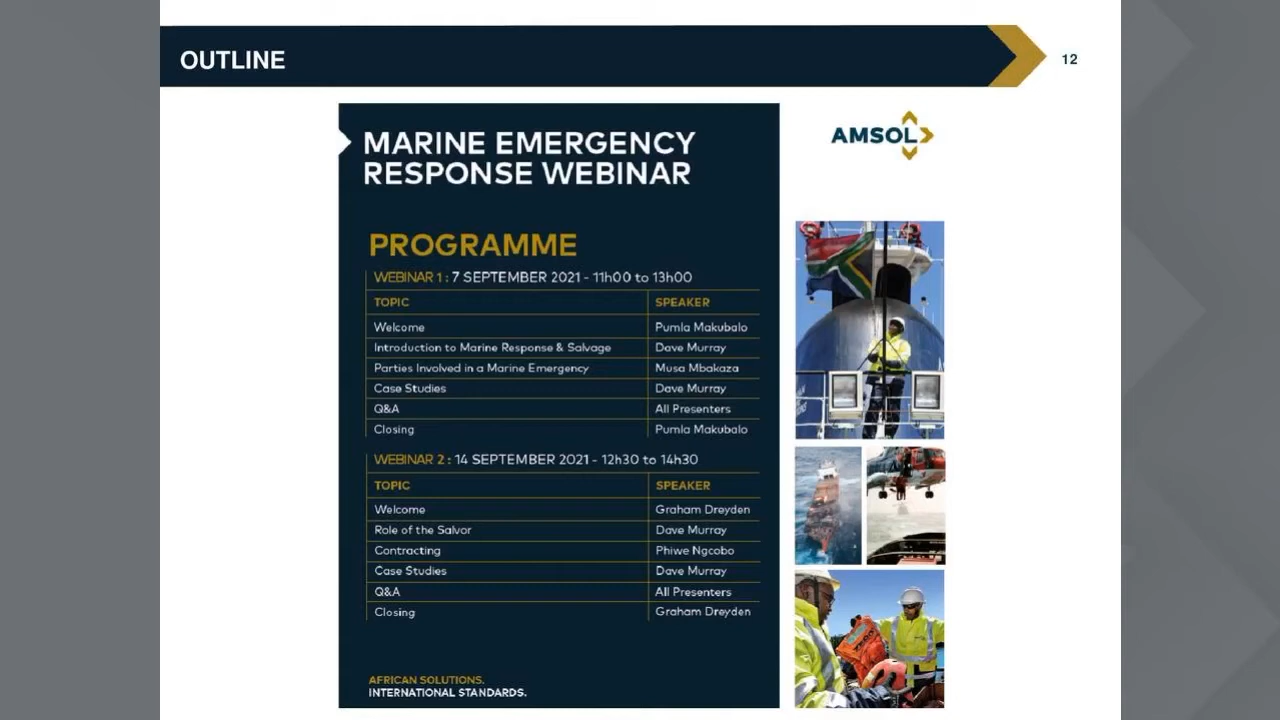 OUTLINE
12
MARINE EMERGENCY
RESPONSE WEBINAR
AMSOL
PROGRAMME
WEBINAR 1 : 7 SEPTEMBER 2021 - 11h00 to 13h00
TOPIC SPEAKER
Welcome Pumla Makubalo
Introduction to Marine Response & Salvage Dave Murray
Parties Involved in a Marine Emergency Musa Mbakaza
Case Studies Dave Murray
Q&A All Presenters
Closing Pumla Makubalo
WEBINAR 2 : 14 SEPTEMBER 2021 - 12h30 to 14h30
TOPIC SPEAKER
Welcome Graham Dreyden
Role of the Salvor Dave Murray
Contracting Phiwe Ngcobo
Case Studies Dave Murray
Q&A All Presenters
Closing Graham Dreyden
AFRICAN SOLUTIONS.
INTERNATIONAL STANDARDS.